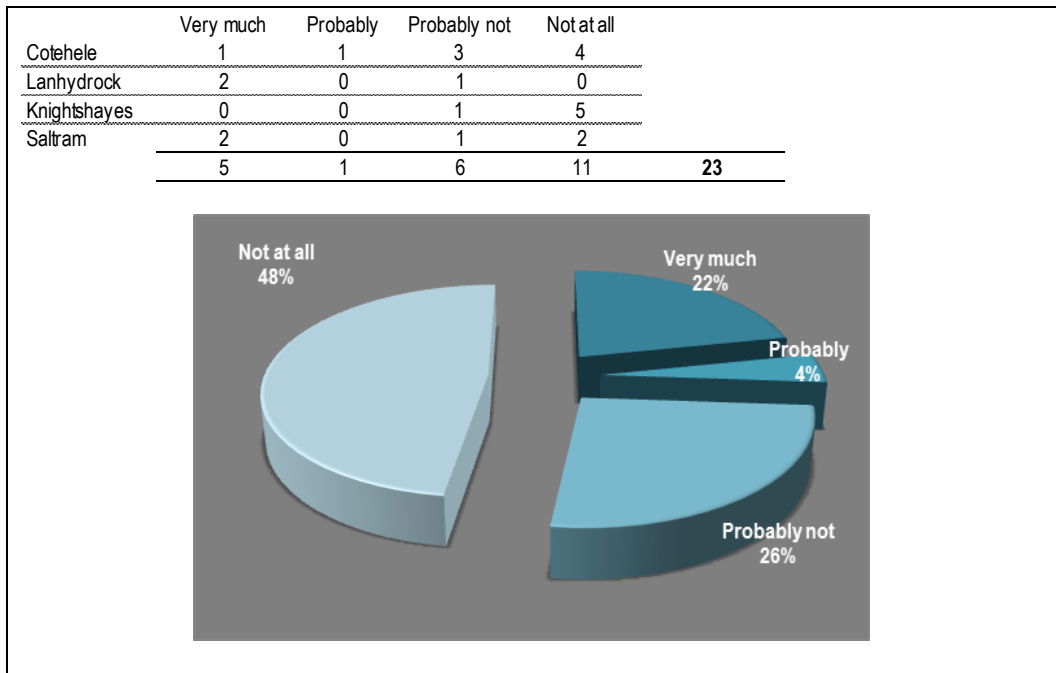 Very much Probably Probably not Not at all
Cotehele 1 1 3 4
Lanhydrock 2 0 1 0
Knightshayes 0 0 1 5
Saltram 2 0 1 2
5 1 6 11 23
Not at all
48%
Very much
22%
Probably
4%
Probably not
26%